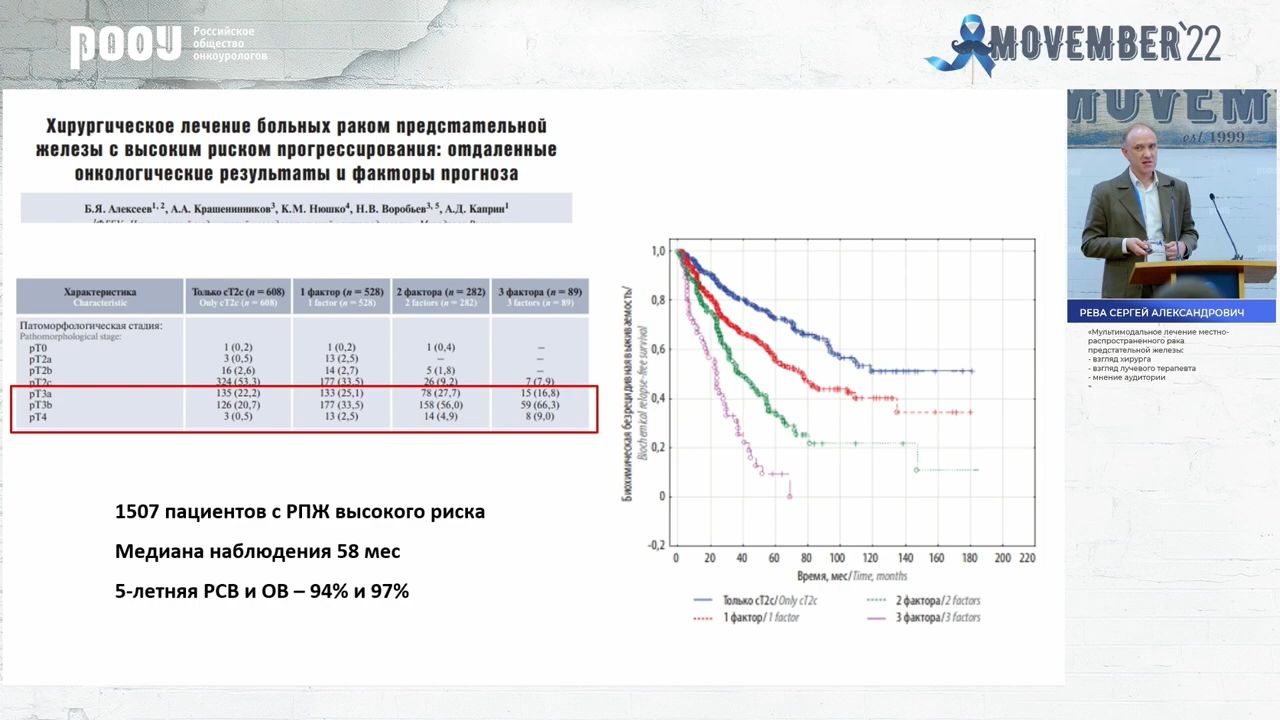 РООУ
Российское
общество
онкоурологов
MOVEMBER'22
Хирургическое лечение больных раком предстательной
железы с высоким риском прогрессирования: отдаленные
онкологические результаты и факторы прогноза
Б.Я. Алексеев1, 2, А.А. Крашенинников3, К.М. Нюшко4, Н.В. Воробьев3, 5, А.Д. Каприн1
Характеристика Только cT2c (n = 608) 1 фактор (n = 528) 2 фактора (n = 282) 3 фактора (n = 89)
Characteristic Only cT2c (n = 608) 1 factor (n = 528) 2 factors (n = 282) 3 factors (n = 89)
Патоморфологическая стадия:
Pathomorphological stage:
pT0 1 (0,2) 1 (0,2) 1 (0,4) –
pT2a 3 (0,5) 13 (2,5) – –
pT2b 16 (2,6) 14 (2,7) 5 (1,8) –
pT2c 324 (53,3) 177 (33,5) 26 (9,2) 7 (7,9)
pT3a 135 (22,2) 133 (25,1) 78 (27,7) 15 (16,8)
pT3b 126 (20,7) 177 (33,5) 158 (56,0) 59 (66,3)
pT4 3 (0,5) 13 (2,5) 14 (4,9) 8 (9,0)
1507 пациентов с РПЖ высокого риска
Медиана наблюдения 58 мес
5-летняя РСВ и ОВ – 94% и 97%
Биохимическая безрецидивная выживаемость/
Biochemical relapse-free survival
1,0
0,8
0,6
0,4
0,2
0
-0,2
0 20 40 60 80 100 120 140 160 180 200 220
Время, мес/Time, months
Только cT2c/Only cT2c 2 фактора/2 factors
1 фактор/1 factor 3 фактора/3 factors
MOVEM
est. 1999
РЕВА СЕРГЕЙ АЛЕКСАНДРОВИЧ
«Мультимодальное лечение местно-
распространенного рака
предстательной железы:
- взгляд хирурга
- взгляд лучевого терапевта
- мнение аудитории